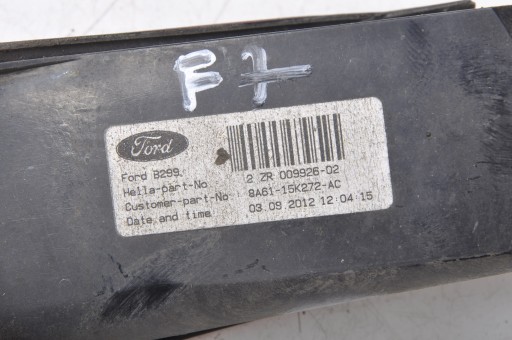 F7
Ford
Ford B299.
2 ZR 009926-02
Hella-part-No
8A61-15K272-AC
Customer-part-No
03.09.2012 12:04:15
Date and time